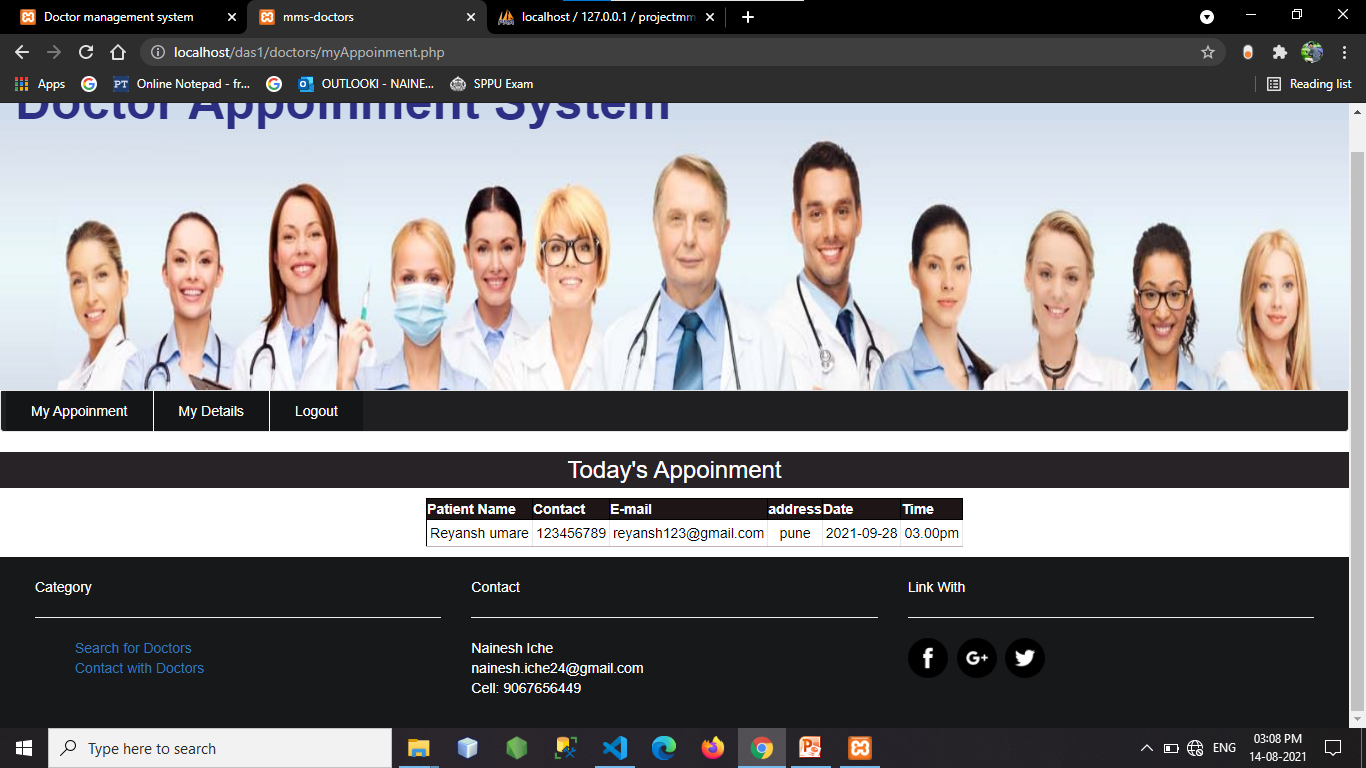 Doctor management system
mms-doctors
localhost / 127.0.0.1 / projectmm
localhost/das1/doctors/myAppoinment.php
Apps
PT Online Notepad - fr...
OUTLOOKI - NAINE...
SPPU Exam
Reading list
Doctor Appoinment System
My Appoinment
My Details
Logout
Today's Appoinment
Patient Name Contact E-mail address Date Time
Reyansh umare 123456789 reyansh123@gmail.com pune 2021-09-28 03.00pm
Category
Search for Doctors
Contact with Doctors
Contact
Nainesh Iche
nainesh.iche24@gmail.com
Cell: 9067656449
Link With
Type here to search
ENG
03:08 PM
14-08-2021